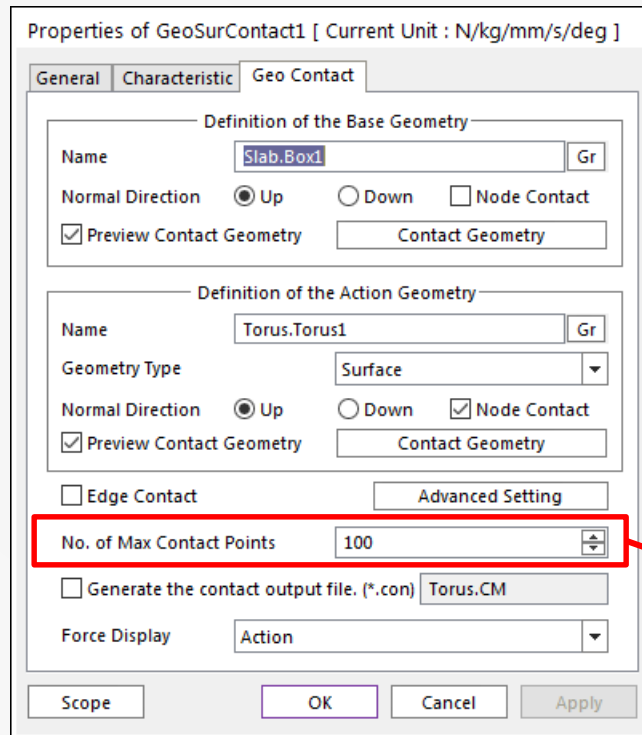 Properties of GeoSurContact1 [ Current Unit : N/kg/mm/s/deg ]
General Characteristic Geo Contact
Definition of the Base Geometry
Name Slab.Box1 Gr
Normal Direction Up Down Node Contact
Preview Contact Geometry Contact Geometry
Definition of the Action Geometry
Name Torus.Torus1 Gr
Geometry Type Surface
Normal Direction Up Down Node Contact
Preview Contact Geometry Contact Geometry
Edge Contact Advanced Setting
No. of Max Contact Points 100
Generate the contact output file. (*.con) Torus.CM
Force Display Action
Scope OK Cancel Apply